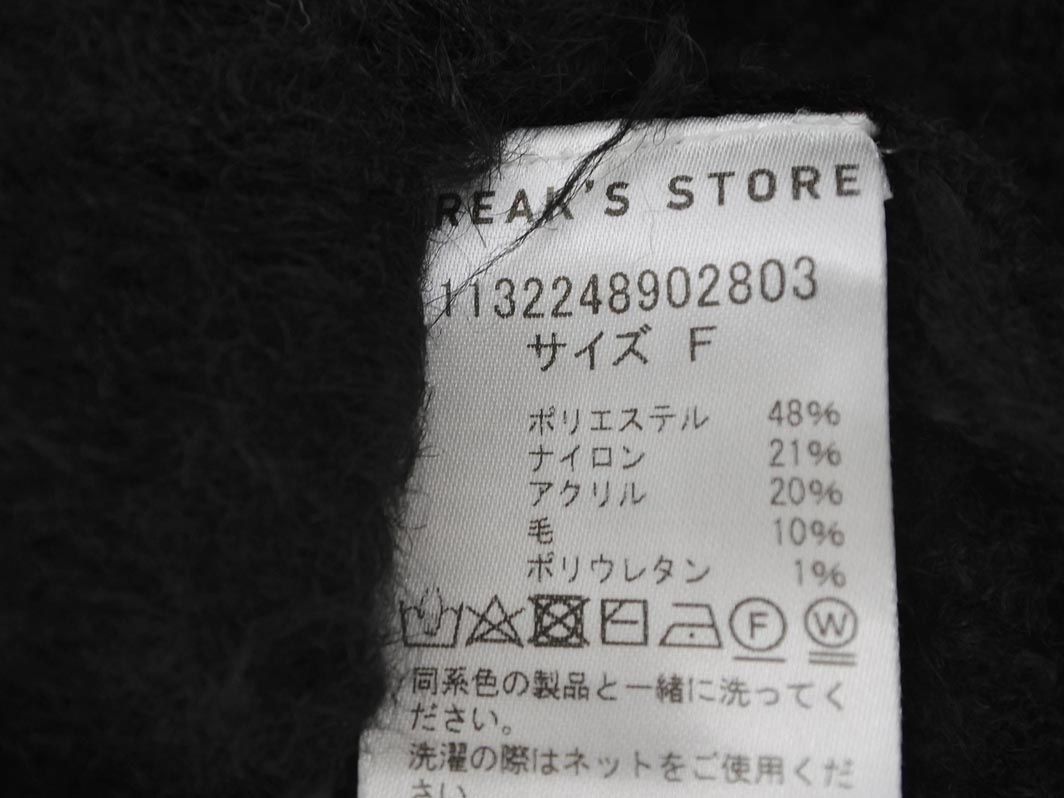 REAK'S STORE
1132248902803
サイズ F
ポリエステル 48%
ナイロン 21%
アクリル 20%
毛 10%
ポリウレタン 1%
F W
同系色の製品と一緒に洗ってく
ださい。
洗濯の際はネットをご使用くだ
さい